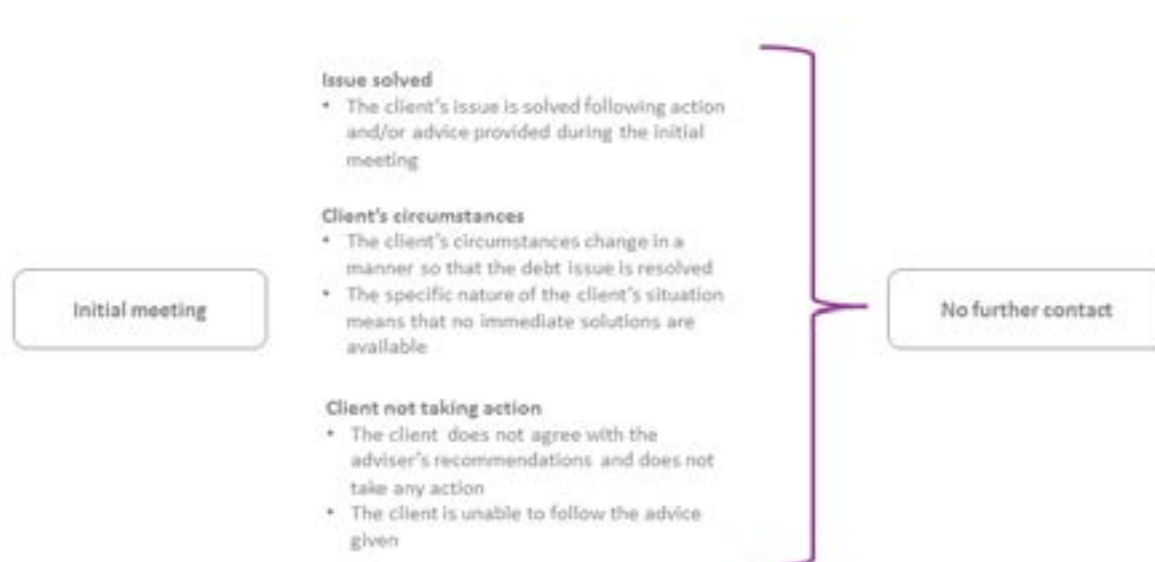 Issue solved
• The client's issue is solved following action
and/or advice provided during the initial
meeting
Client's circumstances
• The client's circumstances change in a
manner so that the debt issue is resolved
• The specific nature of the client's situation
means that no immediate solutions are
available
Initial meeting
No further contact
Client not taking action
• The client does not agree with the
adviser's recommendations and does not
take any action
• The client is unable to follow the advice
given